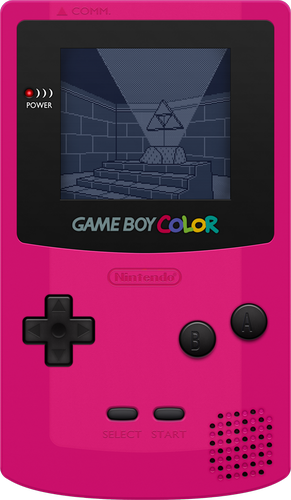 COMM.
POWER
GAME BOY COLOR
Nintendo
A
B
SELECT START